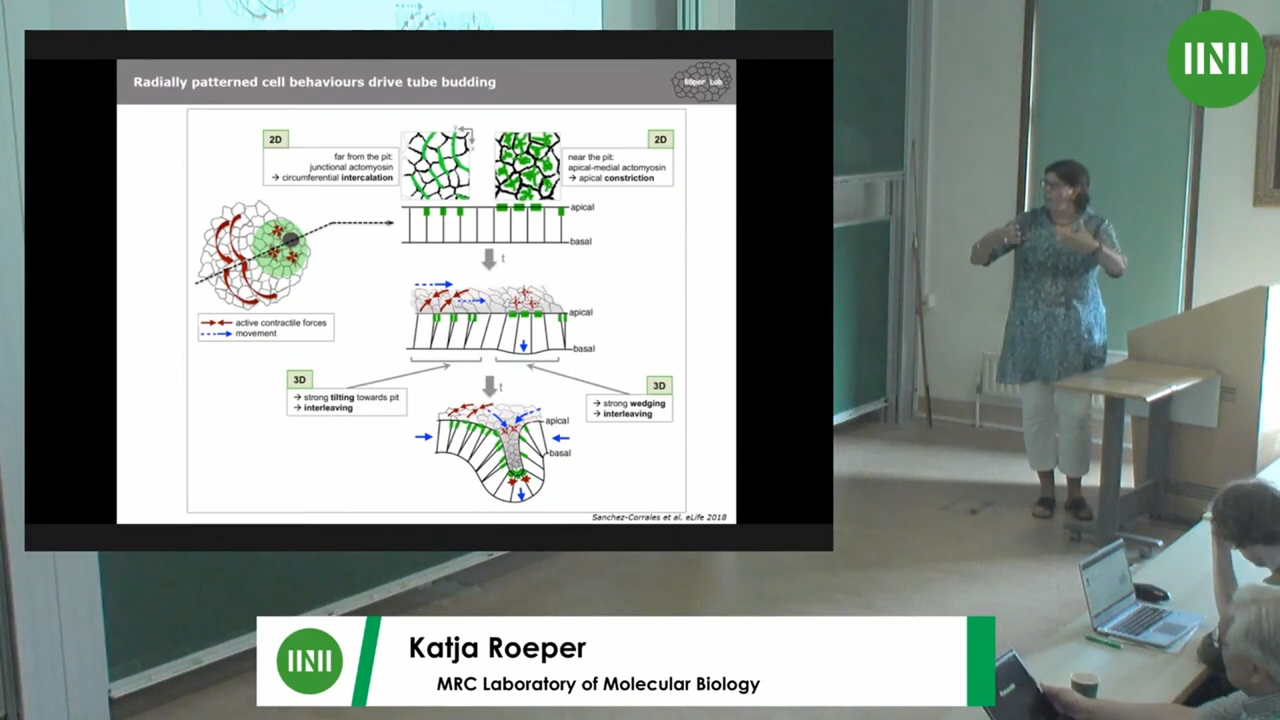 Radially patterned cell behaviours drive tube budding
Röper Lab
2D
far from the pit:
junctional actomyosin
→ circumferential intercalation
2D
near the pit:
apical-medial actomyosin
→ apical constriction
apical
basal
t
active contractile forces
movement
apical
basal
3D
→ strong tilting towards pit
→ interleaving
t
3D
→ strong wedging
→ interleaving
apical
basal
Sanchez-Corrales et al. eLife 2018
Katja Roeper
MRC Laboratory of Molecular Biology